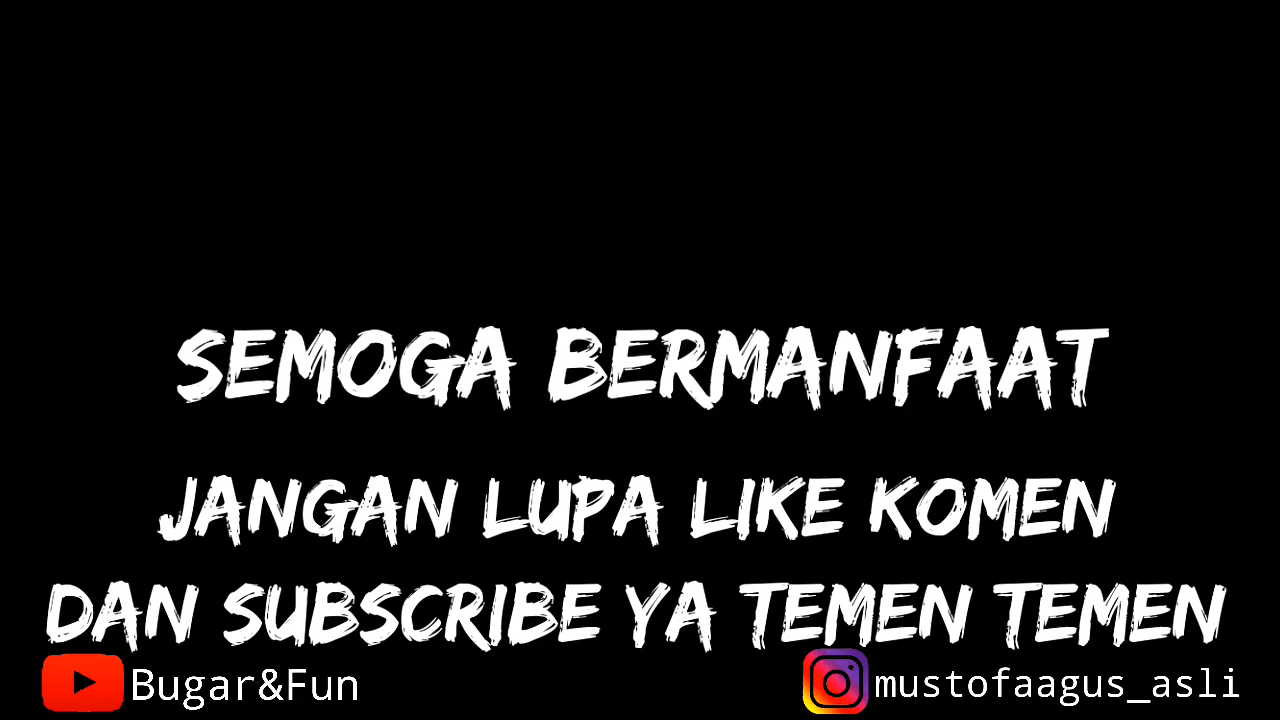 SEMOGA BERMANFAAT
JANGAN LUPA LIKE KOMEN
DAN SUBSCRIBE YA TEMEN TEMEN
Bugar&Fun
mustofaagus_asli